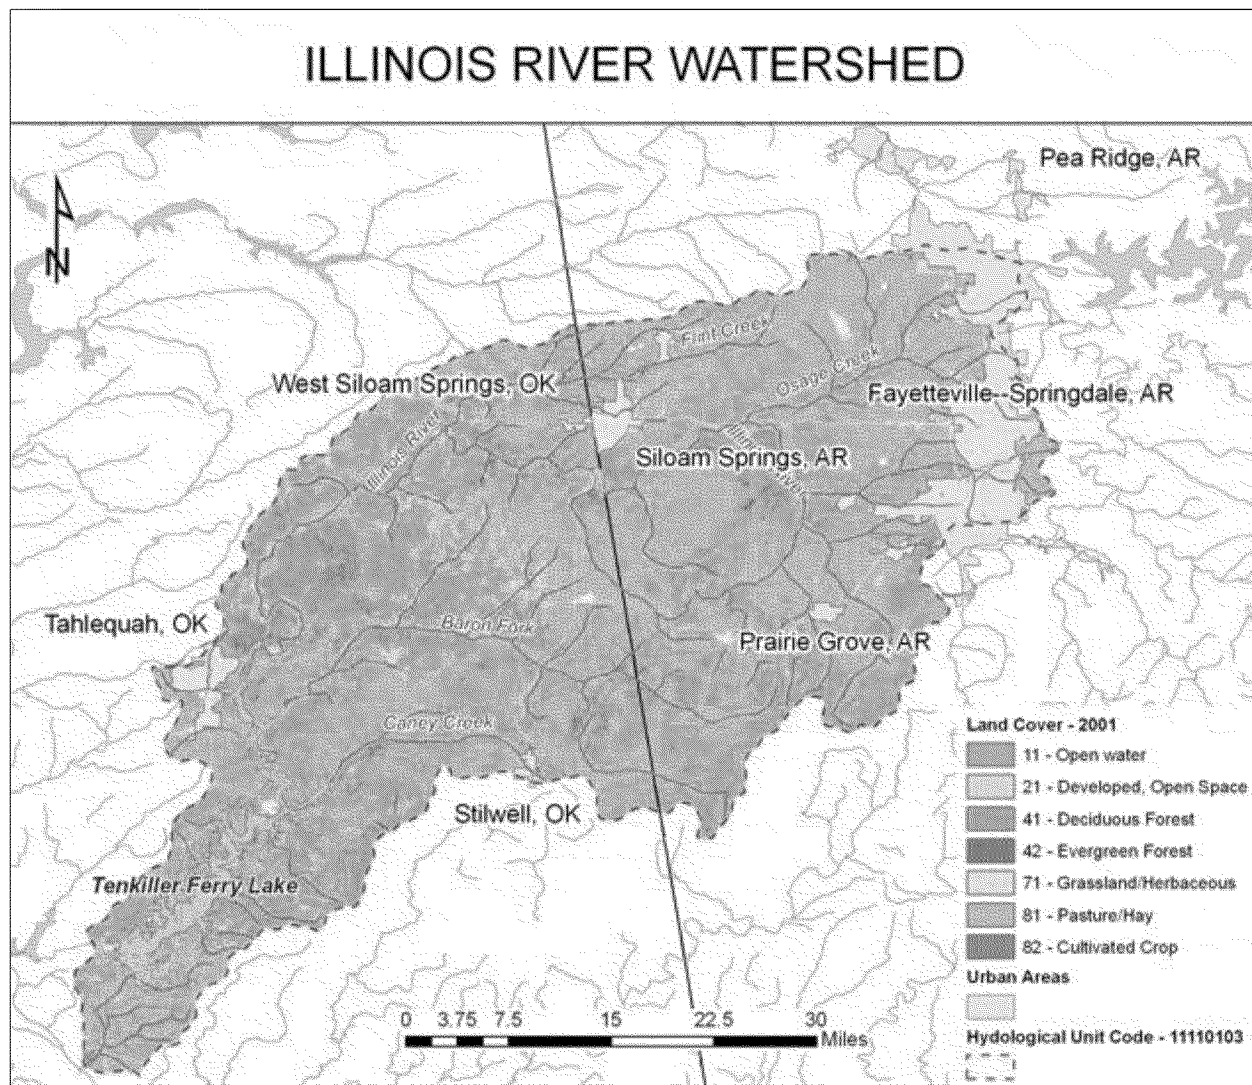 ILLINOIS RIVER WATERSHED
Pea Ridge, AR
N
Flint Creek
Osage Creek
West Siloam Springs, OK
Fayetteville--Springdale, AR
Illinois River
Illinois River
Siloam Springs, AR
Tahlequah, OK
Baron Fork
Prairie Grove, AR
Caney Creek
Stilwell, OK
Tenkiller Ferry Lake
Land Cover - 2001
11 - Open water
21 - Developed, Open Space
41 - Deciduous Forest
42 - Evergreen Forest
71 - Grassland/Herbaceous
81 - Pasture/Hay
82 - Cultivated Crop
Urban Areas
Hydological Unit Code - 11110103
0 3.75 7.5 15 22.5 30
Miles